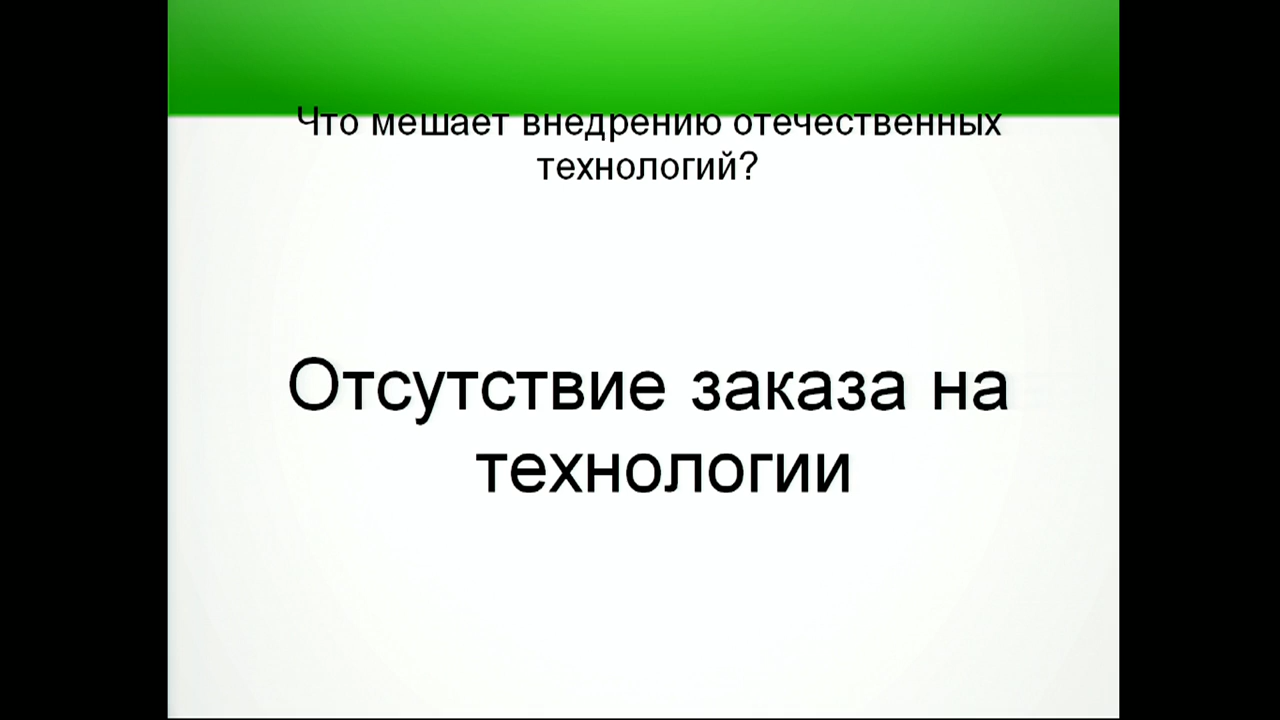 Что мешает внедрению отечественных
технологий?
Отсутствие заказа на
технологии